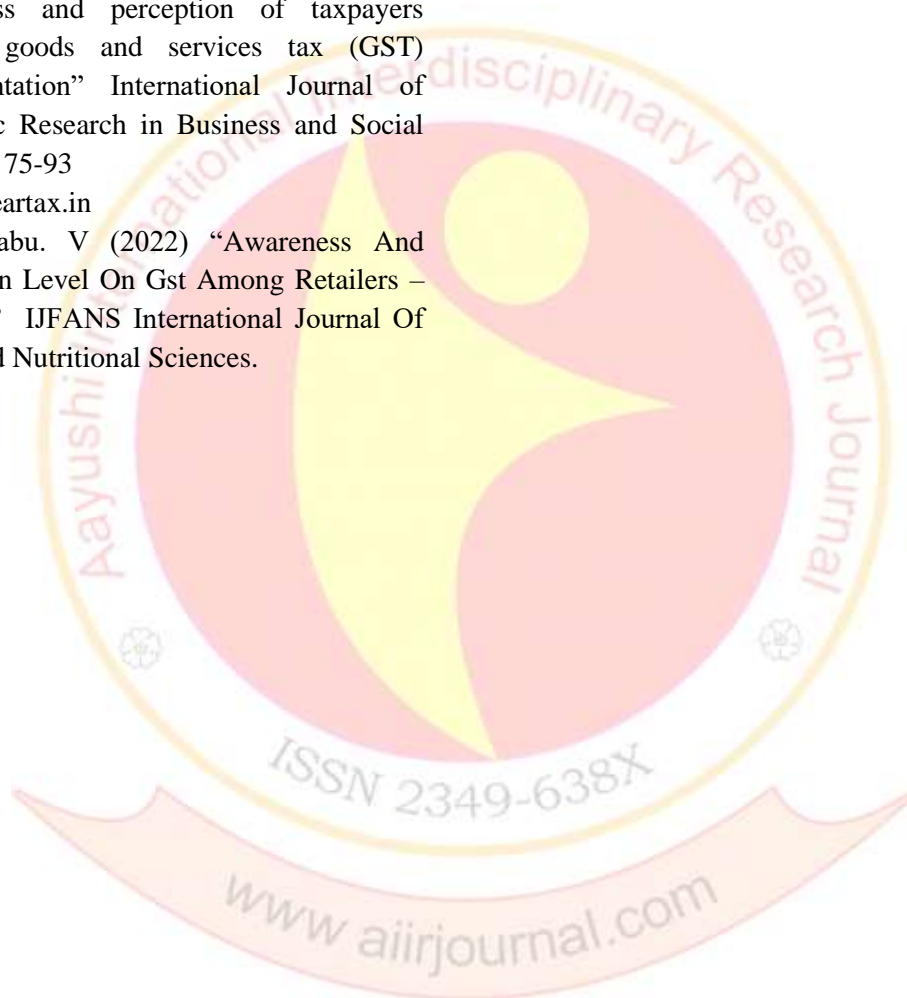 ss and perception of taxpayers
goods and services tax (GST)
ntation” International Journal of
c Research in Business and Social
75-93
eartax.in
abu. V (2022) “Awareness And
n Level On Gst Among Retailers –
” IJFANS International Journal Of
d Nutritional Sciences.
Aayushi International Interdisciplinary Research Journal
ISSN 2349-638X
www aiirjournal.com